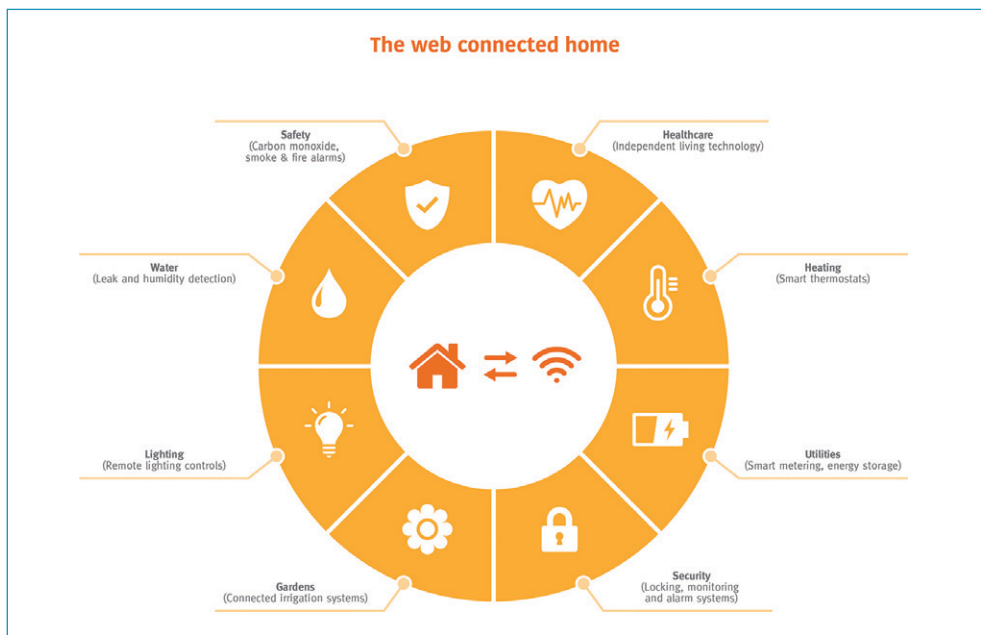 The web connected home
Safety
(Carbon monoxide,
smoke & fire alarms)
Healthcare
(Independent living technology)
Water
(Leak and humidity detection)
Heating
(Smart thermostats)
Lighting
(Remote lighting controls)
Utilities
(Smart metering, energy storage)
Gardens
(Connected irrigation systems)
Security
(Locking, monitoring
and alarm systems)